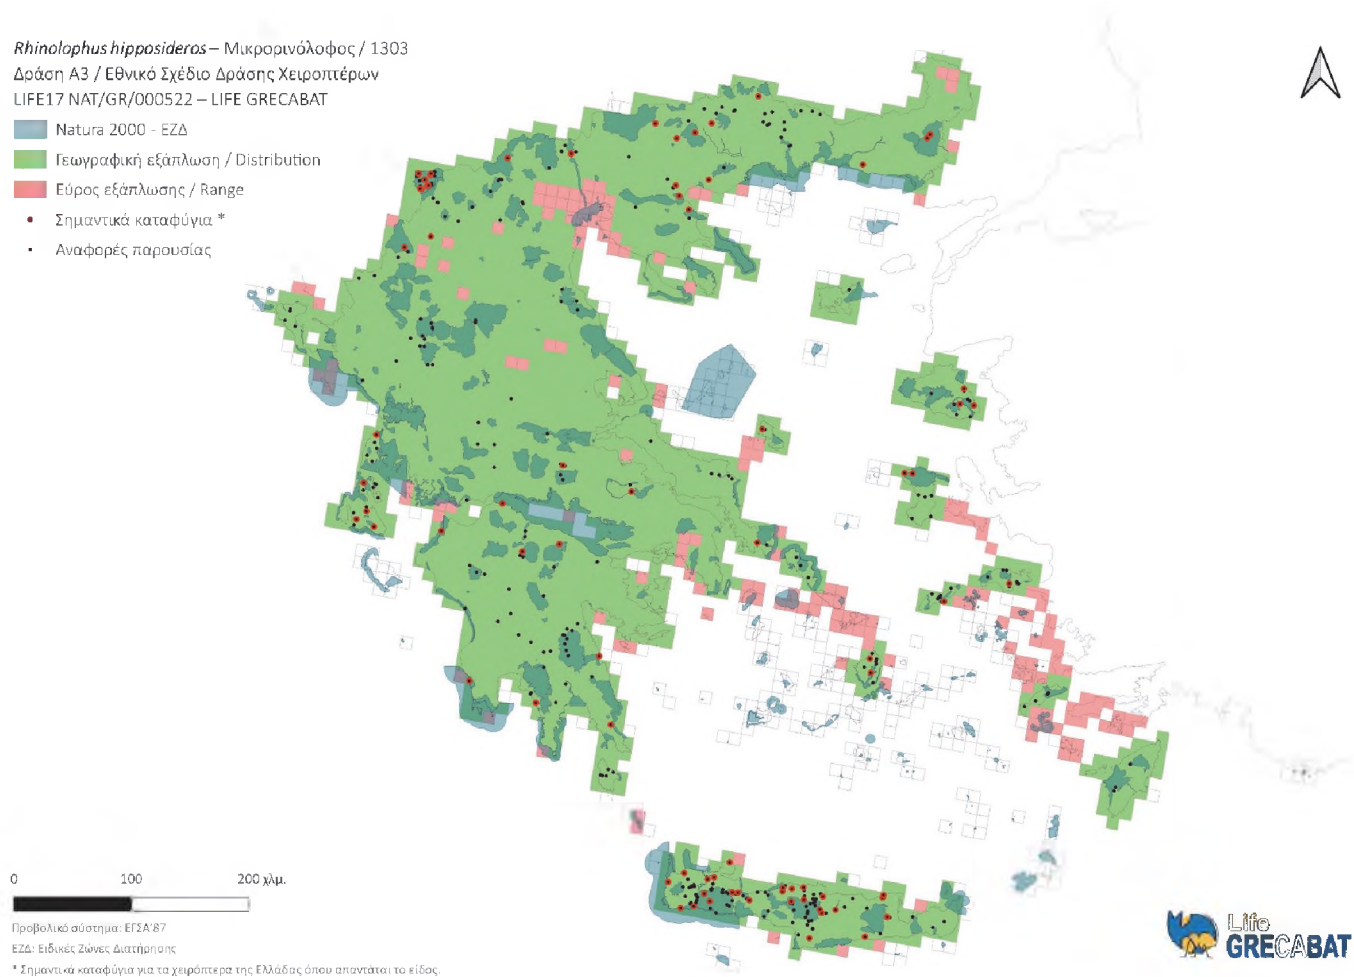 Rhinolophus hipposideros – Μικρορινόλοφος / 1303
Δράση Α3 / Εθνικό Σχέδιο Δράσης Χειροπτέρων
LIFE17 NAT/GR/000522 – LIFE GRECABAT
Natura 2000 - ΕΖΔ
Γεωγραφική εξάπλωση / Distribution
Εύρος εξάπλωσης / Range
Σημαντικά καταφύγια *
Αναφορές παρουσίας
0 100 200 χλμ.
Προβολικό σύστημα: ΕΓΣΑ'87
ΕΖΔ: Ειδικές Ζώνες Διατήρησης
* Σημαντικά καταφύγια για τα χειρόπτερα της Ελλάδας όπου απαντάται το είδος.
Life
GRECABAT